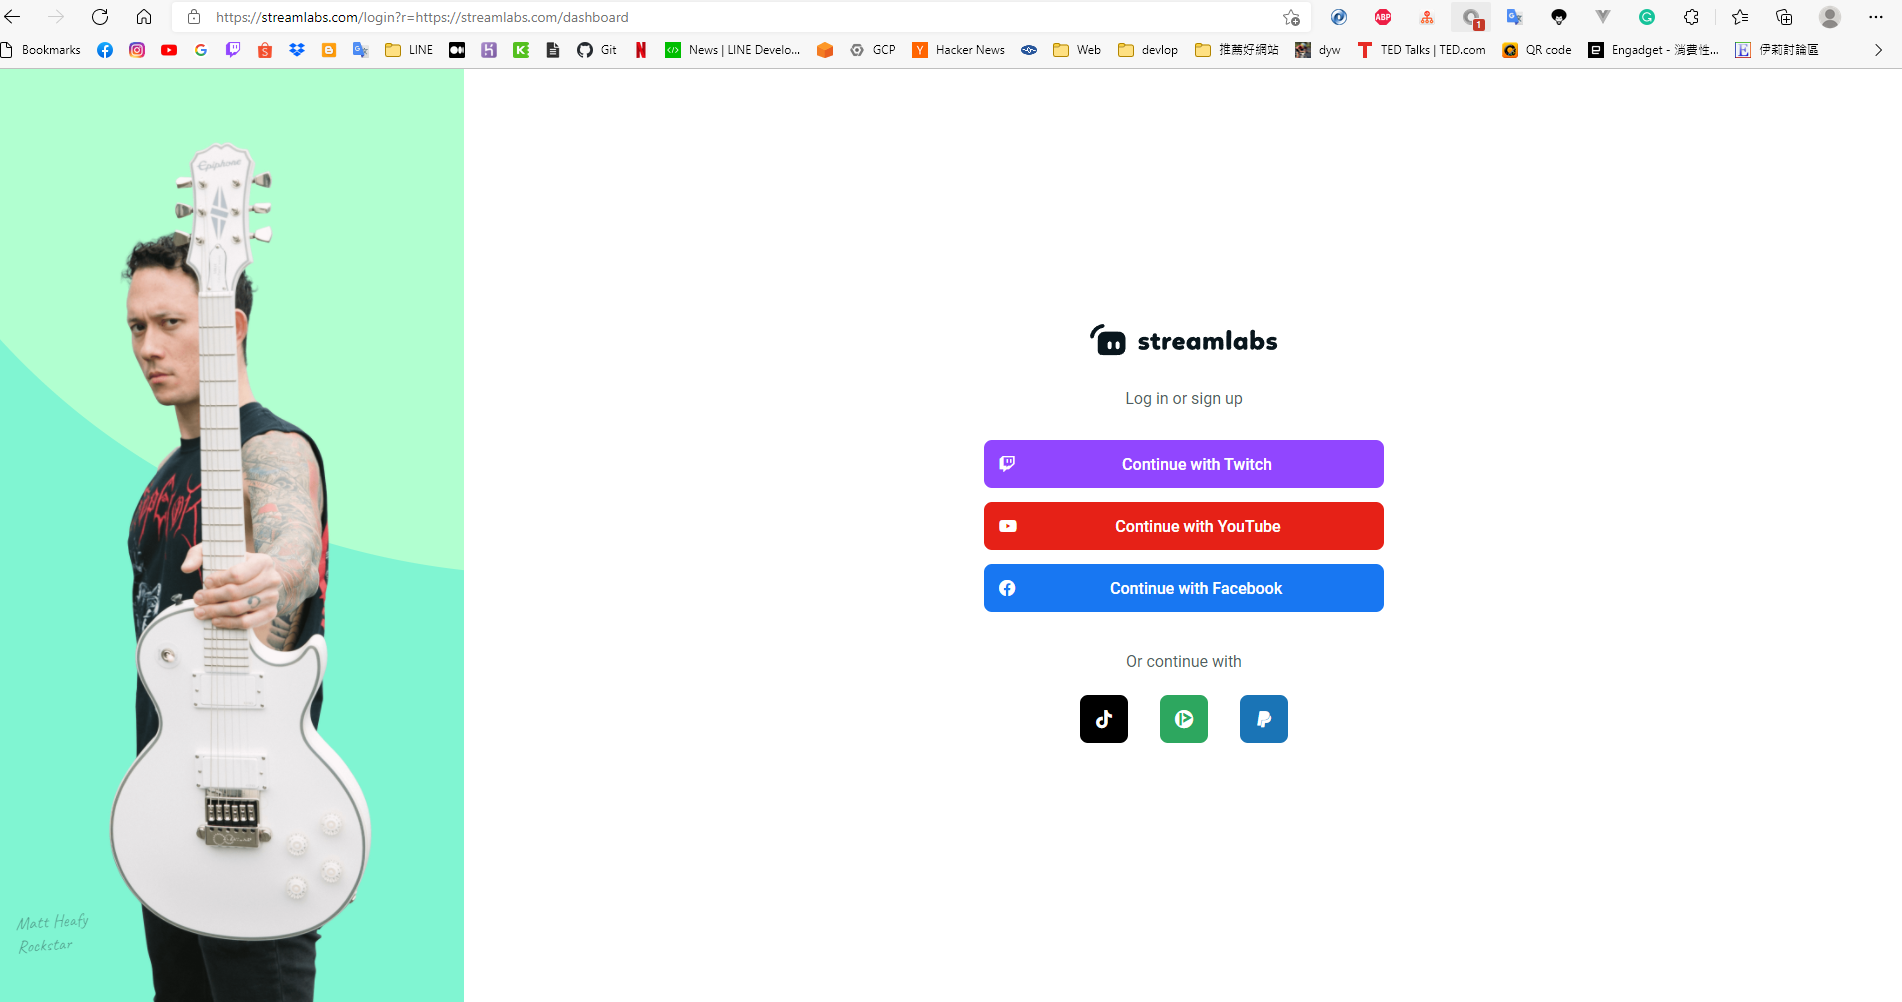 https://streamlabs.com/login?r=https://streamlabs.com/dashboard
ABP
1
Bookmarks
LINE
Git
News | LINE Develo...
GCP
Hacker News
Web
devlop
推薦好網站
dyw
TED Talks | TED.com
QR code
Engadget - 消費性...
伊莉討論區
Epiphone
streamlabs
Log in or sign up
Continue with Twitch
Continue with YouTube
Continue with Facebook
Or continue with
Matt Heafy
Rockstar